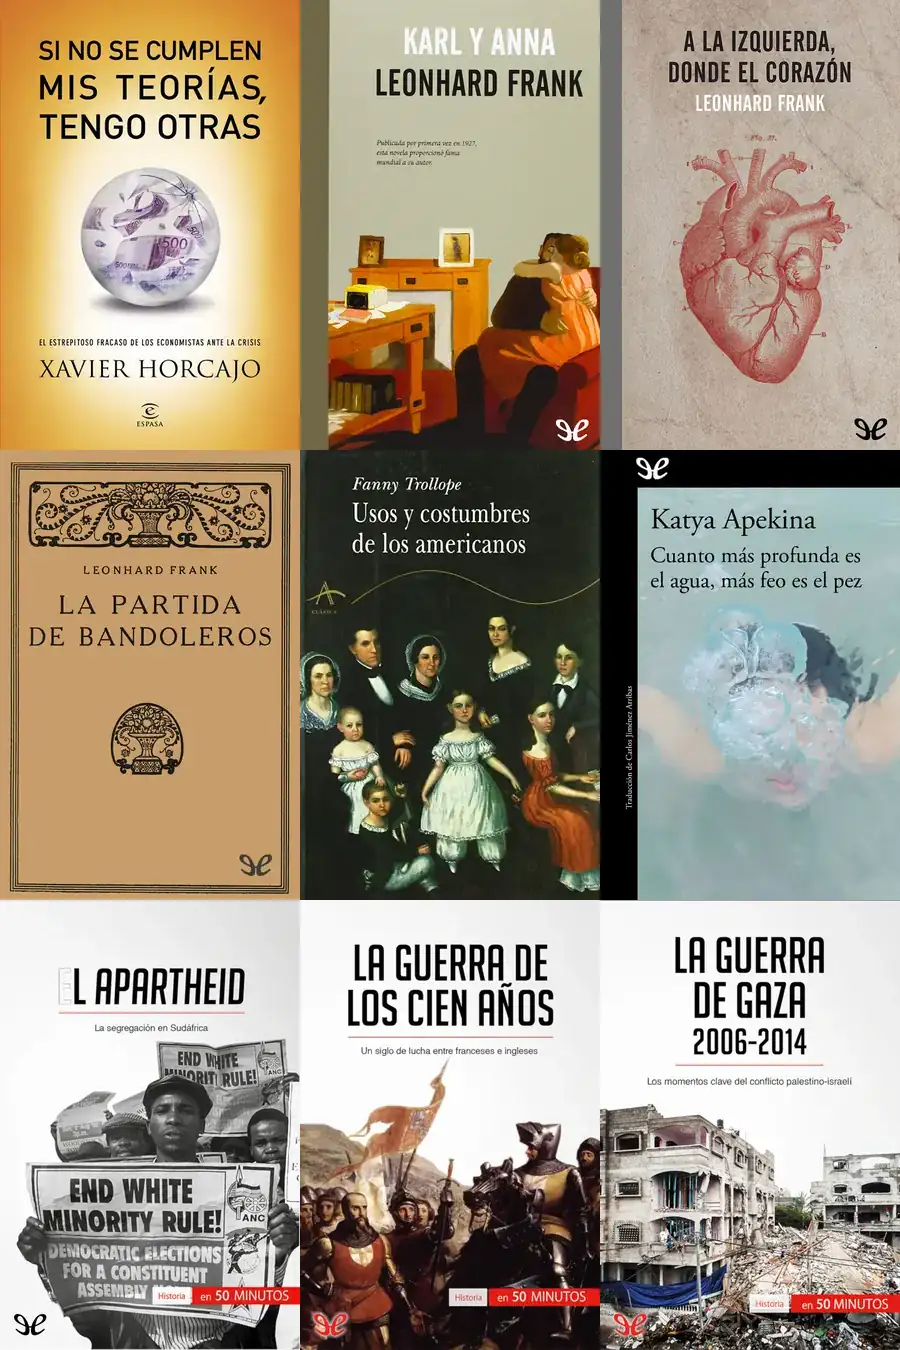 SI NO SE CUMPLEN
MIS TEORÍAS,
TENGO OTRAS
500
EL ESTREPITOSO FRACASO DE LOS ECONOMISTAS ANTE LA CRISIS
XAVIER HORCAJO
ESPASA
KARL Y ANNA
LEONHARD FRANK
Publicada por primera vez en 1927,
esta novela proporcionó fama
mundial a su autor.
A LA IZQUIERDA,
DONDE EL CORAZÓN
LEONHARD FRANK
LEONHARD FRANK
LA PARTIDA
DE BANDOLEROS
Fanny Trollope
Usos y costumbres
de los americanos
A
CLÁSICA
Katya Apekina
Cuanto más profunda es
el agua, más feo es el pez
Traducción de Carlos Jiménez Arribas
EL APARTHEID
La segregación en Sudáfrica
END WHITE
MINORITY RULE!
ANC
END WHITE
MINORITY RULE!
ANC
DEMOCRATIC ELECTIONS
FOR A CONSTITUENT
ASSEMBLY
Historia en 50 MINUTOS
LA GUERRA DE
LOS CIEN AÑOS
Un siglo de lucha entre franceses e ingleses
Historia en 50 MINUTOS
LA GUERRA
DE GAZA
2006-2014
Los momentos clave del conflicto palestino-israelí
Historia en 50 MINUTOS